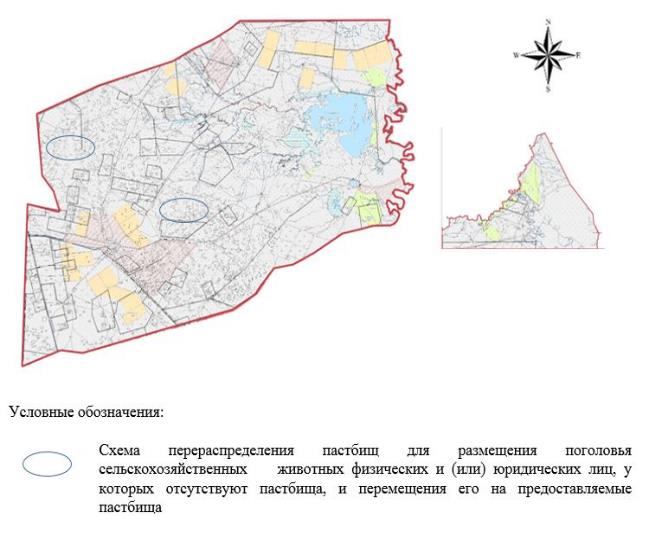 N
W E
S
Условные обозначения:
Схема перераспределения пастбищ для размещения поголовья
сельскохозяйственных животных физических и (или) юридических лиц, у
которых отсутствуют пастбища, и перемещения его на предоставляемые
пастбища